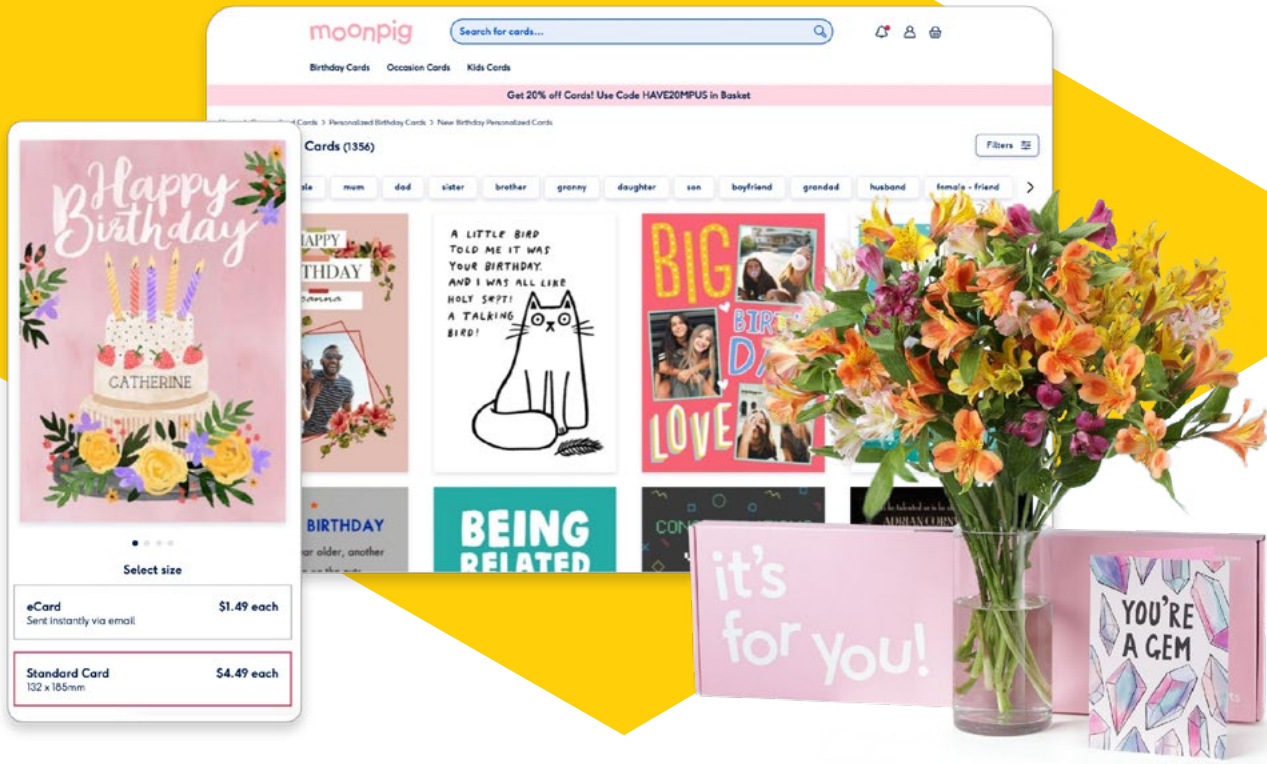 moonpig
Search for cards...
Birthday Cards Occasion Cards Kids Cards
Get 20% off Cards! Use Code HAVE20MPUS in Basket
Cards > Personalized Birthday Cards > New Birthday Personalized Cards
Cards (1356)
Filters
mum dad sister brother granny daughter son boyfriend grandad husband female - friend
Happy
Birthday
CATHERINE
Select size
eCard $1.49 each
Sent instantly via email
Standard Card $4.49 each
132 x 185mm
A LITTLE BIRD
TOLD ME IT WAS
YOUR BIRTHDAY.
AND I WAS ALL LIKE
HOLY S#?T!
A TALKING
BIRD!
BIG
LOVE
BIRTHDAY
older, another
BEING
RELATED
it's
for you!
YOU'RE
A GEM